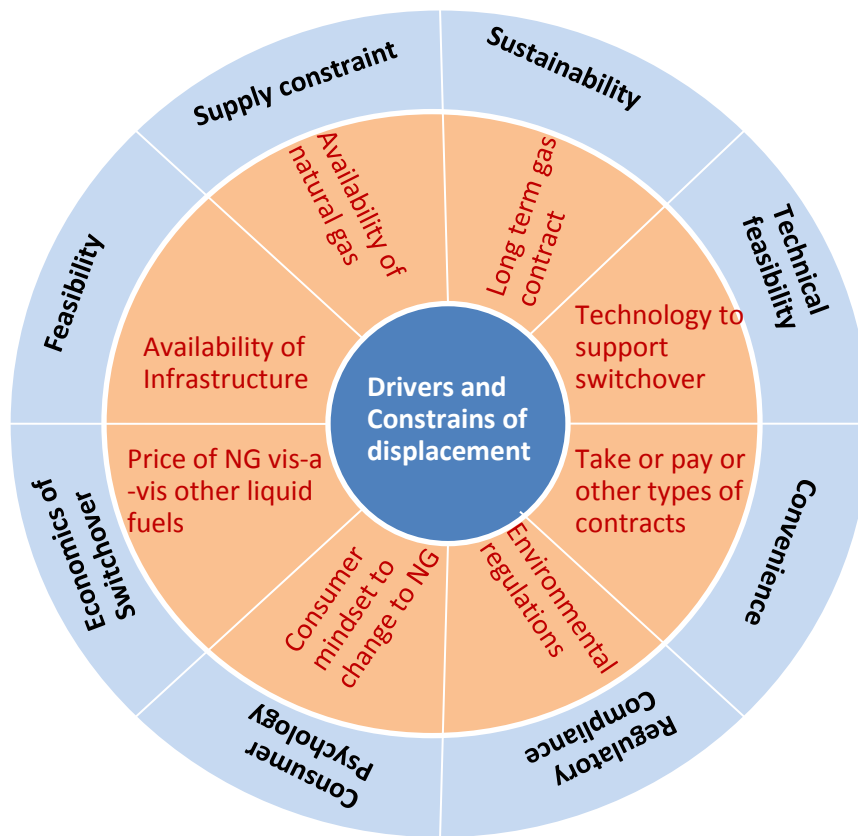 Supply constraint
Sustainability
Technical
feasibility
Convenience
Regulatory
Compliance
Consumer
Psychology
Economics of
Switchover
Feasibility
Availability of
natural gas
Long term gas
contract
Technology to
support
switchover
Take or pay or
other types of
contracts
Environmental
regulations
Consumer
mindset to
change to NG
Price of NG vis-a
-vis other liquid
fuels
Availability of
Infrastructure
Drivers and
Constrains of
displacement